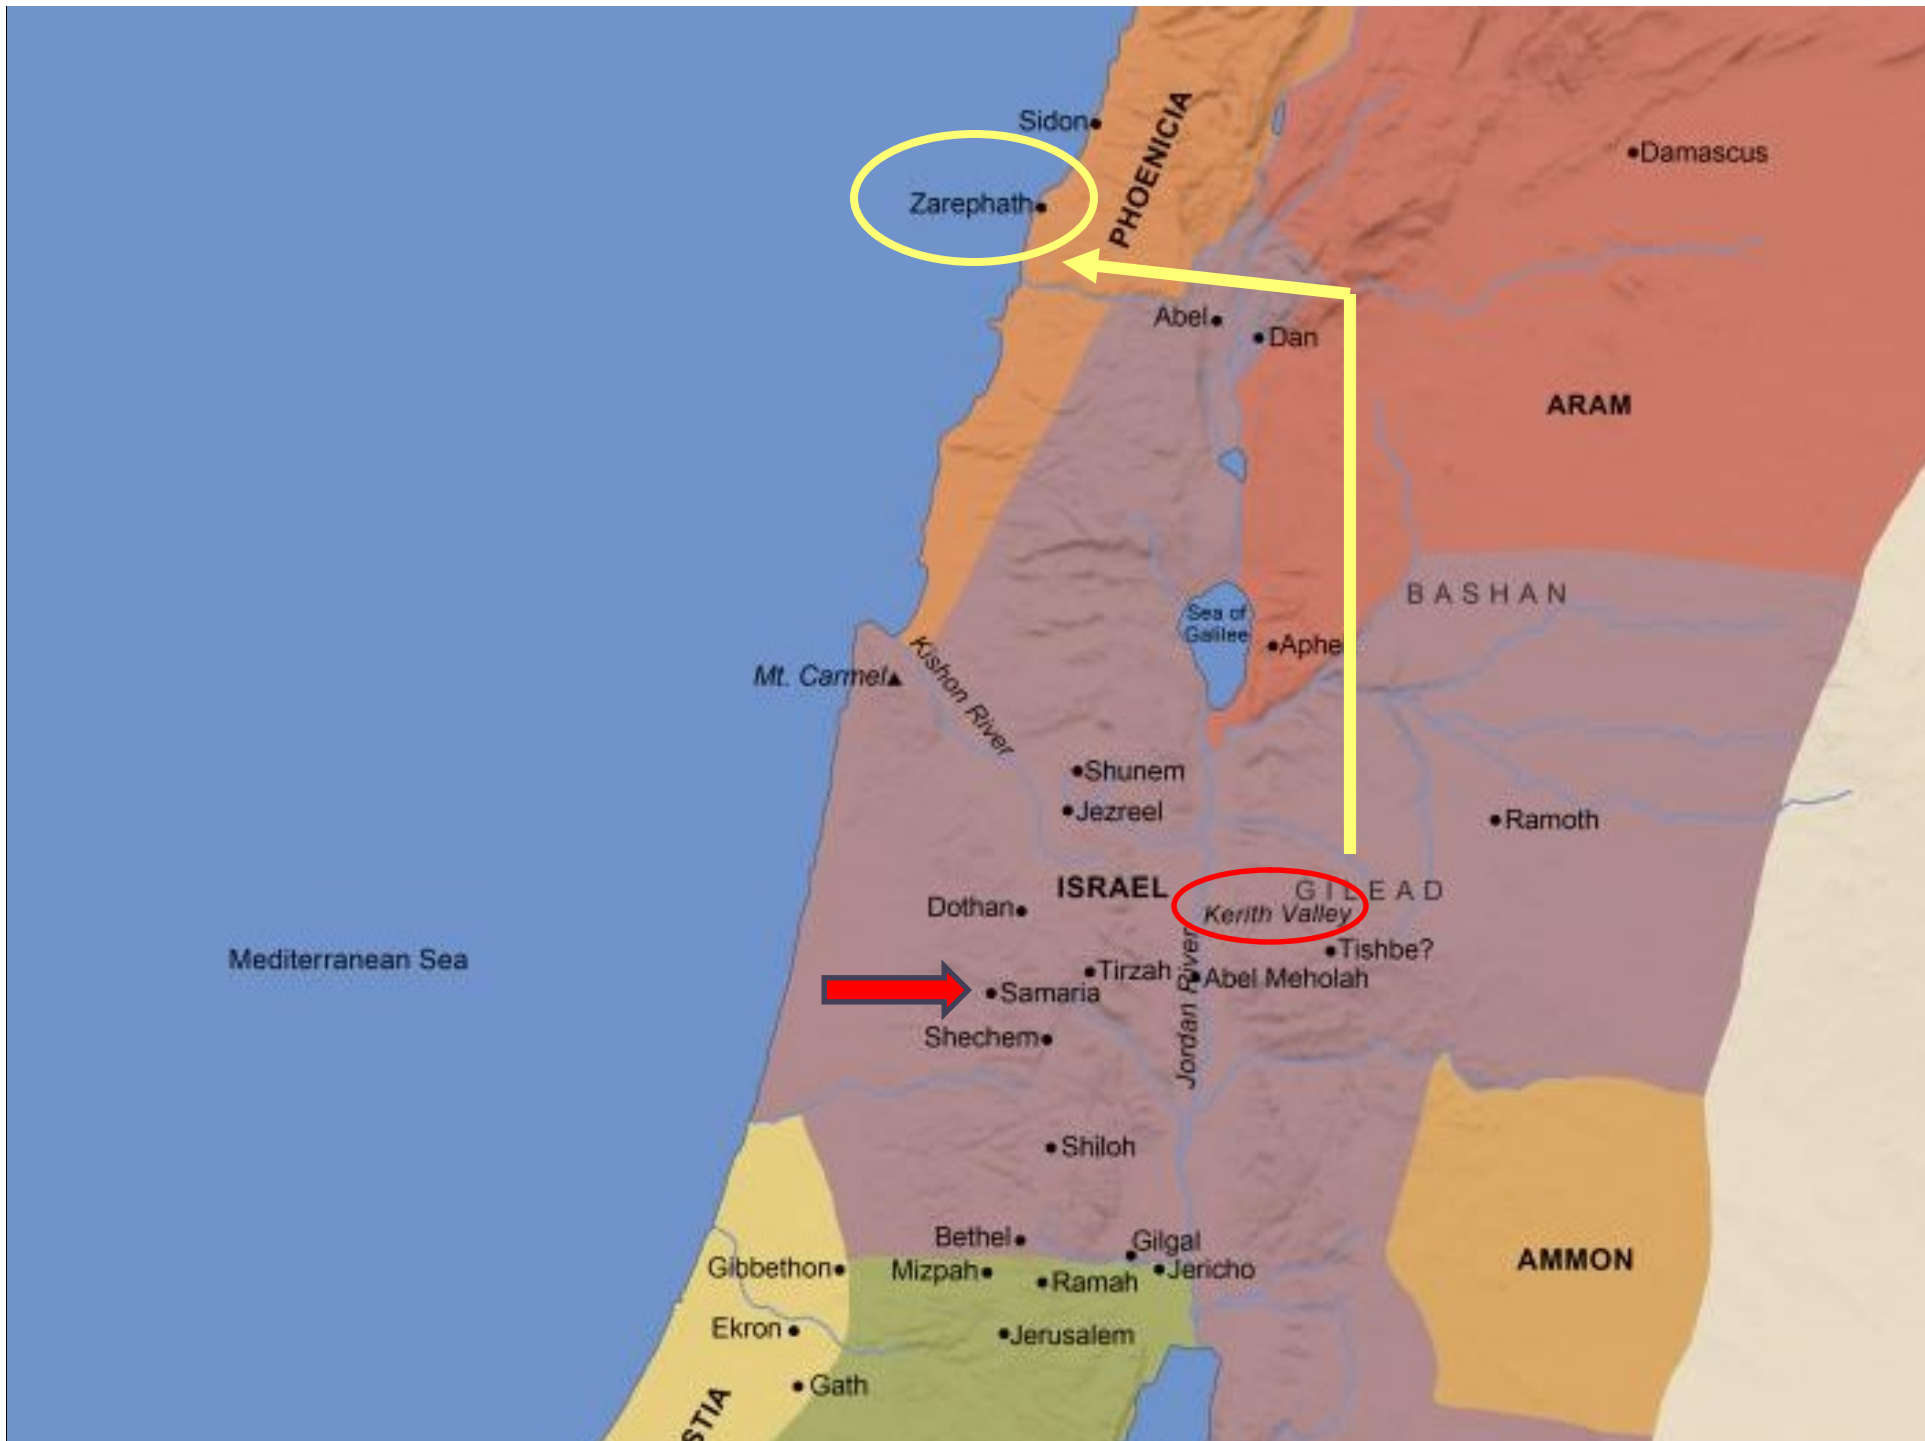 Sidon
PHOENICIA
Damascus
Zarephath
Abel
Dan
ARAM
BASHAN
Sea of
Galilee
Aphe
Kishon River
Mt. Carmel
Shunem
Jezreel
Ramoth
ISRAEL
GILEAD
Dothan
Kerith Valley
Tishbe?
Mediterranean Sea
Tirzah
Abel Meholah
Samaria
Jordan River
Shechem
Shiloh
Bethel
Gilgal
Gibbethon
Mizpah
Ramah
Jericho
AMMON
Ekron
Jerusalem
Gath
STIA